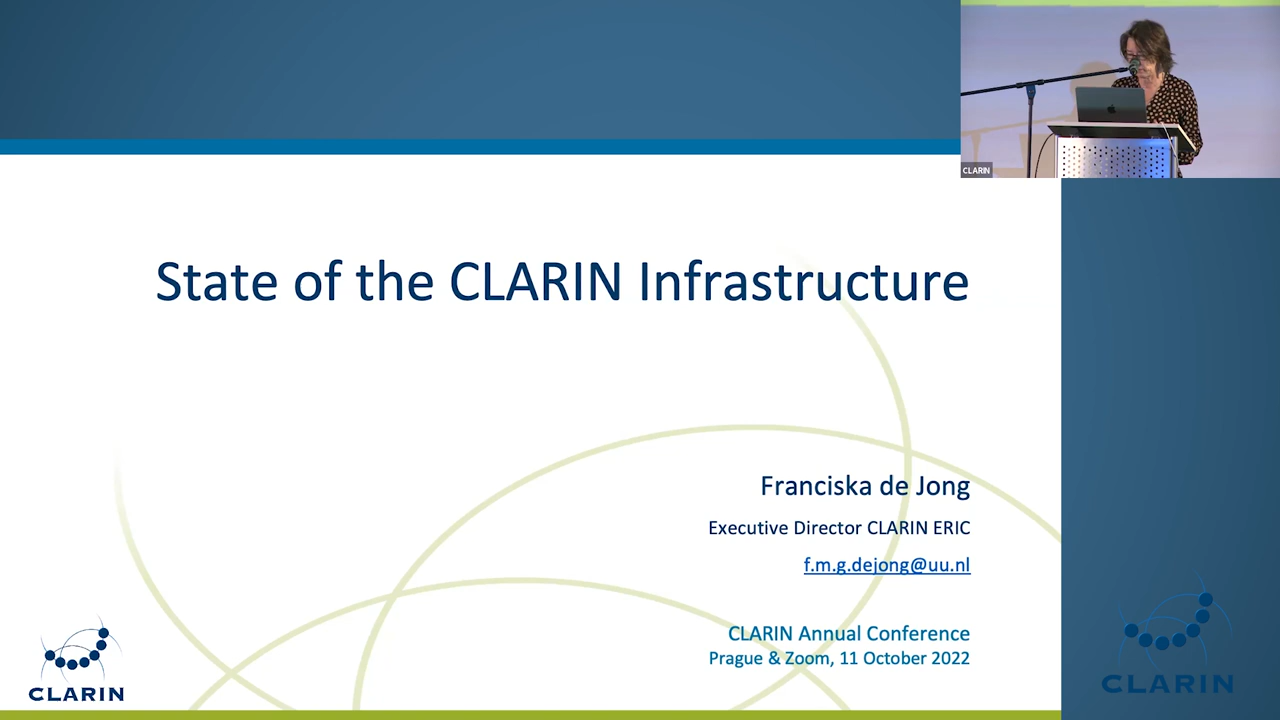 CLARIN
State of the CLARIN Infrastructure
Franciska de Jong
Executive Director CLARIN ERIC
f.m.g.dejong@uu.nl
CLARIN Annual Conference
Prague & Zoom, 11 October 2022
CLARIN
CLARIN